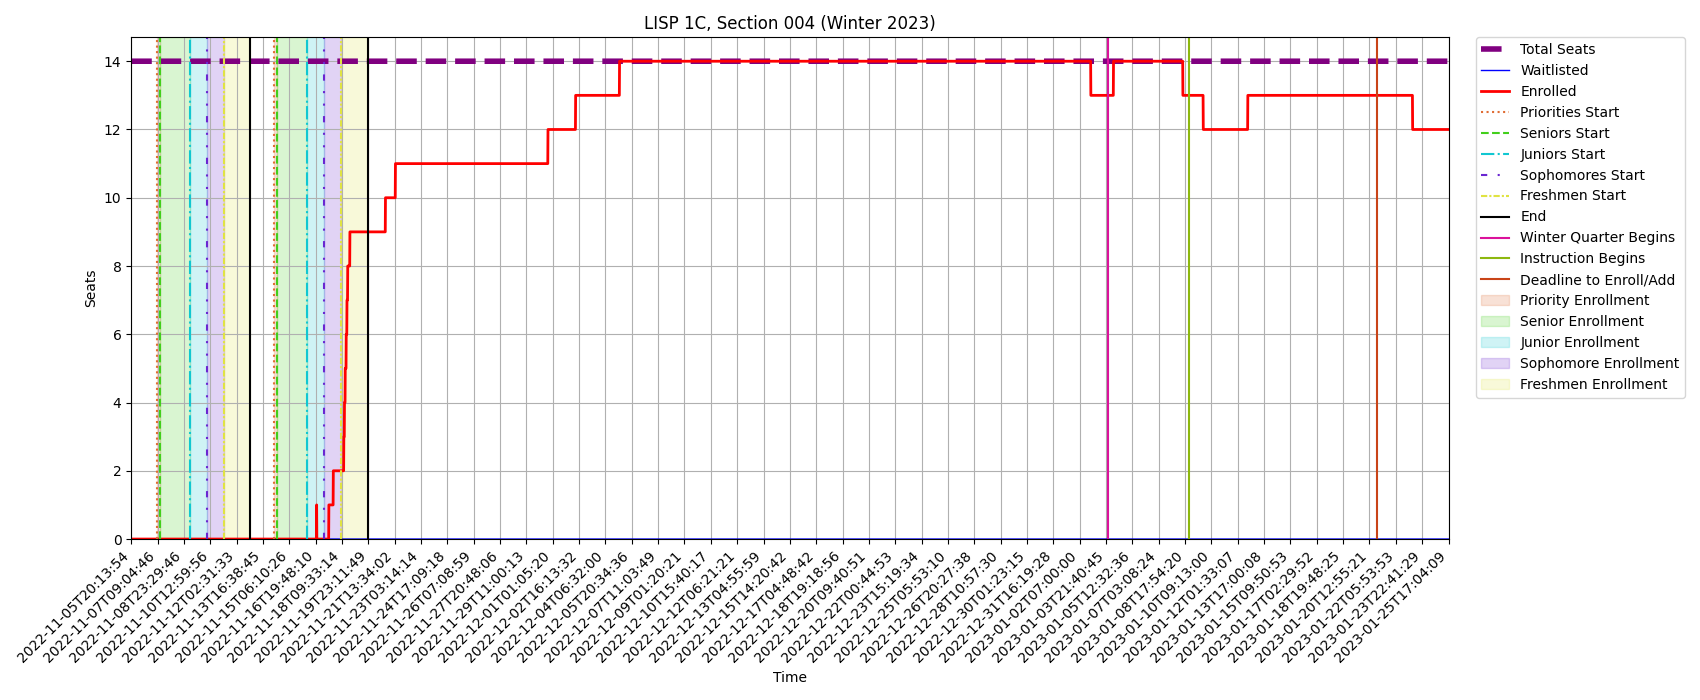 LISP 1C, Section 004 (Winter 2023)
Seats
14
12
10
8
6
4
2
0
2022-11-05T20:13:54
2022-11-07T09:04:46
2022-11-08T23:29:46
2022-11-10T12:59:56
2022-11-12T02:31:33
2022-11-13T16:38:45
2022-11-15T06:10:26
2022-11-16T19:48:10
2022-11-18T09:33:14
2022-11-19T23:11:49
2022-11-21T13:34:02
2022-11-23T03:14:14
2022-11-24T17:09:18
2022-11-26T07:08:59
2022-11-27T20:48:06
2022-11-29T11:00:13
2022-12-01T01:05:20
2022-12-02T16:13:32
2022-12-04T06:32:00
2022-12-05T20:34:36
2022-12-07T11:03:49
2022-12-09T01:20:21
2022-12-10T15:40:17
2022-12-12T06:21:21
2022-12-13T04:55:59
2022-12-15T14:20:42
2022-12-17T04:48:42
2022-12-18T19:18:56
2022-12-20T09:40:51
2022-12-22T00:44:53
2022-12-23T15:19:34
2022-12-25T05:53:10
2022-12-26T20:27:38
2022-12-28T10:57:30
2022-12-30T01:23:15
2022-12-31T16:19:28
2023-01-02T07:00:00
2023-01-03T21:40:45
2023-01-05T12:32:36
2023-01-07T03:08:24
2023-01-08T17:54:20
2023-01-10T09:13:00
2023-01-12T01:33:07
2023-01-13T17:00:08
2023-01-15T09:50:53
2023-01-17T02:29:52
2023-01-18T19:48:25
2023-01-20T12:55:21
2023-01-22T05:53:53
2023-01-23T22:41:29
2023-01-25T17:04:09
Time
Total Seats
Waitlisted
Enrolled
Priorities Start
Seniors Start
Juniors Start
Sophomores Start
Freshmen Start
End
Winter Quarter Begins
Instruction Begins
Deadline to Enroll/Add
Priority Enrollment
Senior Enrollment
Junior Enrollment
Sophomore Enrollment
Freshmen Enrollment